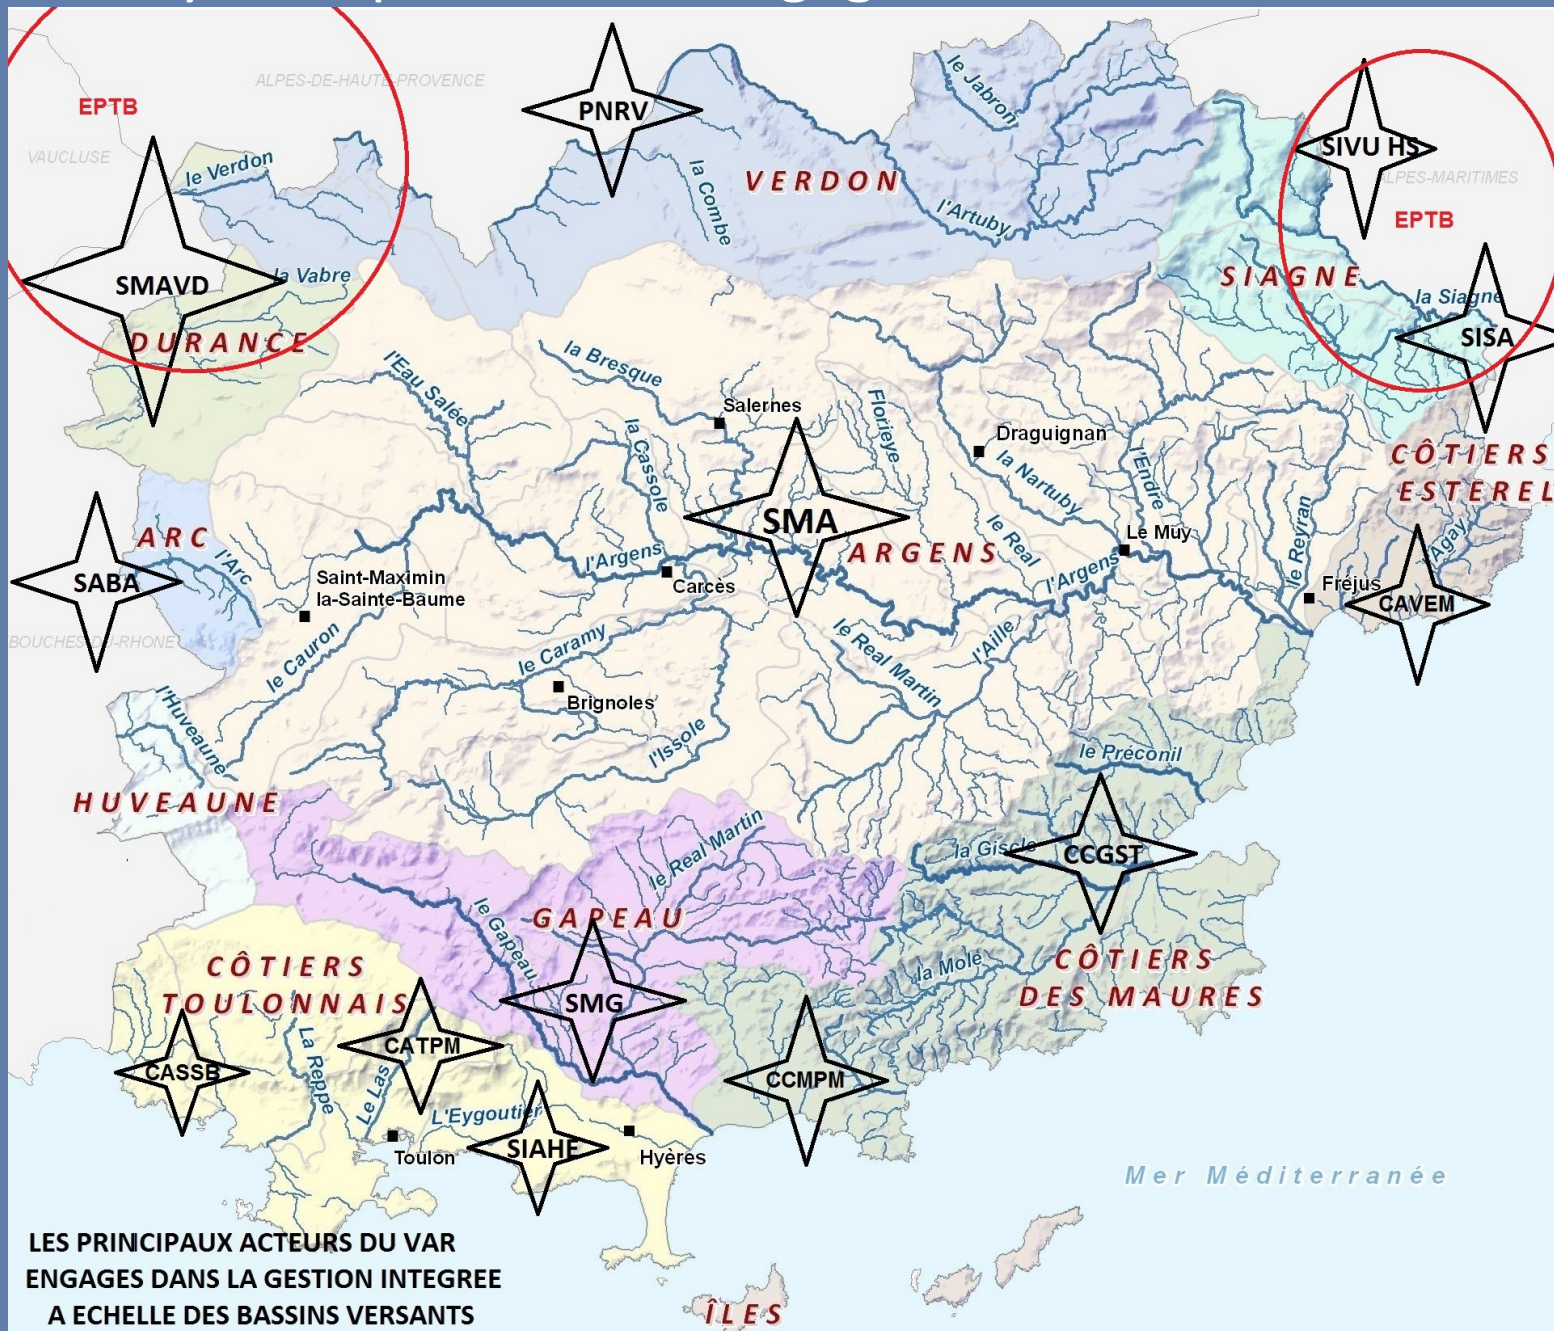 ALPES-DE-HAUTE-PROVENCE
EPTB
PNRV
le Jabron
SIVU HS
VAUCLUSE
le Verdon
la Combe
VERDON
ALPES-MARITIMES
l'Artuby
EPTB
SMAVD
la Vabre
SIAGNE
la Siagne
DURANCE
SISA
la Bresque
l'Eau Salée
Salernes
Florieye
Draguignan
la Cassole
la Nartuby
l'Endre
CÔTIERS
ESTEREL
SMA
le Real
Le Muy
le Reyran
Agay
ARC
l'Arc
ARGENS
l'Argens
l'Argens
SABA
Saint-Maximin
la-Sainte-Baume
Carcès
Fréjus
CAVEM
BOUCHES-DU-RHONE
le Cauron
le Caramy
le Real Martin
l'Aille
Brignoles
l'Huveaune
l'Issole
le Préconil
HUVEAUNE
le Real Martin
la Giscle
CCGST
le Gapeau
GAPEAU
CÔTIERS
TOULONNAIS
la Mole
CÔTIERS
DES MAURES
SMG
CASSB
La Reppe
Le Las
CATPM
CCMPM
L'Eygoutier
SIAHE
Toulon
Hyères
Mer Méditerranée
LES PRINCIPAUX ACTEURS DU VAR
ENGAGES DANS LA GESTION INTEGREE
A ECHELLE DES BASSINS VERSANTS
ÎLES